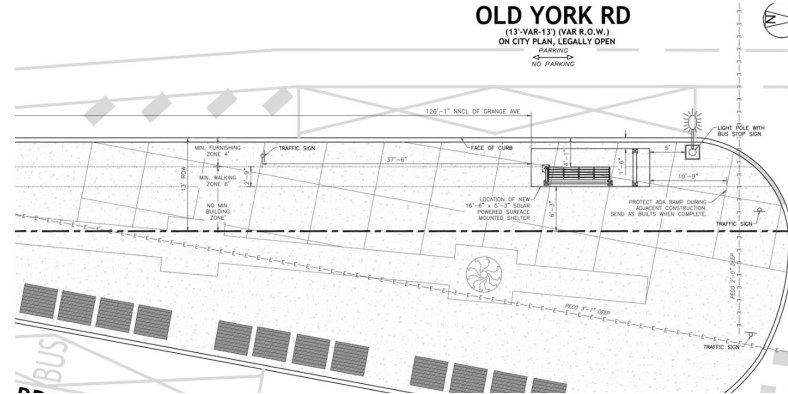 OLD YORK RD
(13'-VAR-13') (VAR R.O.W.)
ON CITY PLAN, LEGALLY OPEN
PARKING
NO PARKING
N
126'-1" NNCL OF GRANGE AVE
MIN. FURNISHING
ZONE 4'
TRAFFIC SIGN
FACE OF CURB
LIGHT POLE WITH
BUS STOP SIGN
13' ROW
37'-6"
4'-1"
1'-6"
5'
MIN. WALKING
ZONE 6'
2'-9"
10'-9"
NO MIN.
BUILDING
ZONE
LOCATION OF NEW
16'-6" x 5'-3" SOLAR
POWERED SURFACE
MOUNTED SHELTER
6'-3"
PROTECT ADA RAMP DURING
ADJACENT CONSTRUCTION.
SEND AS BUILTS WHEN COMPLETE.
TRAFFIC SIGN
PECO 2'-0" DEEP
PECO 3'-7" DEEP
TRAFFIC SIGN
BUS